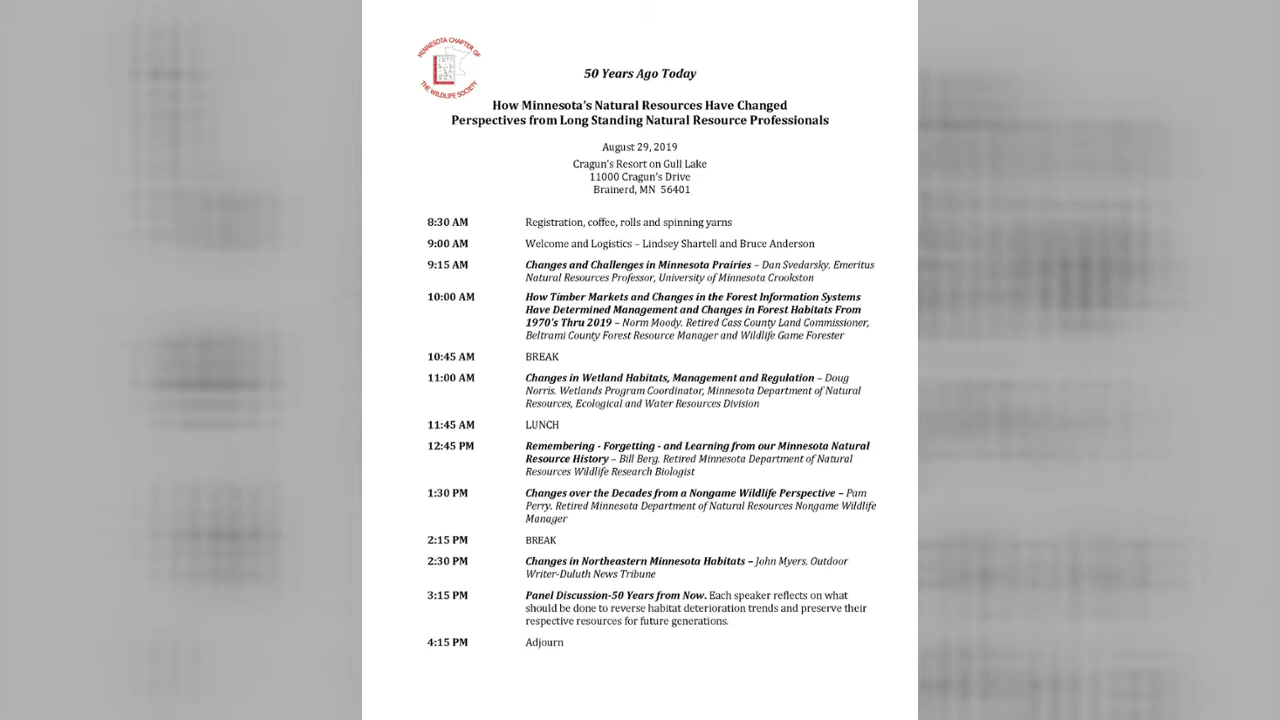 MINNESOTA CHAPTER OF
THE WILDLIFE SOCIETY
50 Years Ago Today
How Minnesota's Natural Resources Have Changed
Perspectives from Long Standing Natural Resource Professionals
August 29, 2019
Cragun's Resort on Gull Lake
11000 Cragun's Drive
Brainerd, MN 56401
8:30 AM Registration, coffee, rolls and spinning yarns
9:00 AM Welcome and Logistics – Lindsey Shartell and Bruce Anderson
9:15 AM Changes and Challenges in Minnesota Prairies – Dan Svedarsky. Emeritus
Natural Resources Professor, University of Minnesota Crookston
10:00 AM How Timber Markets and Changes in the Forest Information Systems
Have Determined Management and Changes in Forest Habitats From
1970's Thru 2019 – Norm Moody. Retired Cass County Land Commissioner,
Beltrami County Forest Resource Manager and Wildlife Game Forester
10:45 AM BREAK
11:00 AM Changes in Wetland Habitats, Management and Regulation – Doug
Norris. Wetlands Program Coordinator, Minnesota Department of Natural
Resources, Ecological and Water Resources Division
11:45 AM LUNCH
12:45 PM Remembering - Forgetting - and Learning from our Minnesota Natural
Resource History – Bill Berg. Retired Minnesota Department of Natural
Resources Wildlife Research Biologist
1:30 PM Changes over the Decades from a Nongame Wildlife Perspective – Pam
Perry. Retired Minnesota Department of Natural Resources Nongame Wildlife
Manager
2:15 PM BREAK
2:30 PM Changes in Northeastern Minnesota Habitats – John Myers. Outdoor
Writer-Duluth News Tribune
3:15 PM Panel Discussion-50 Years from Now. Each speaker reflects on what
should be done to reverse habitat deterioration trends and preserve their
respective resources for future generations.
4:15 PM Adjourn